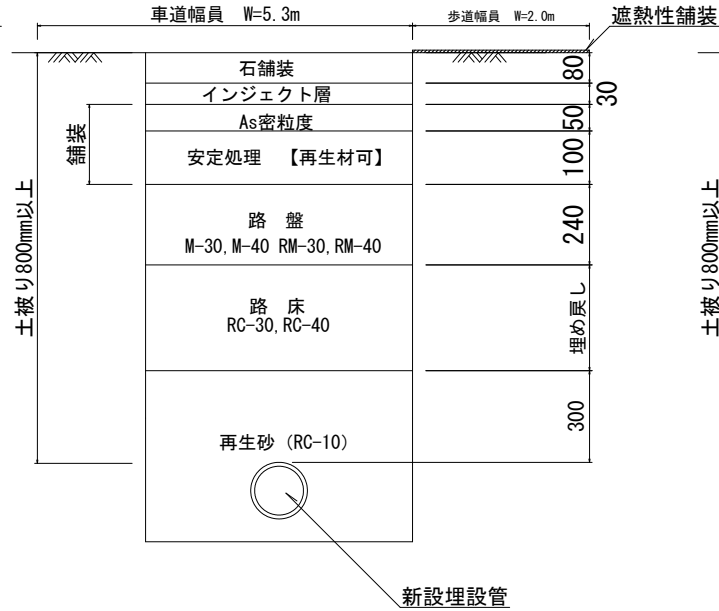 車道幅員　W=5.3m
歩道幅員　W=2.0m
遮熱性舗装
石舗装
80
インジェクト層
30
As密粒度
50
舗装
安定処理　【再生材可】
100
路　盤
M-30, M-40 RM-30, RM-40
240
土被り800mm以上
土被り800mm以上
路　床
RC-30, RC-40
埋め戻し
再生砂（RC-10）
300
新設埋設管